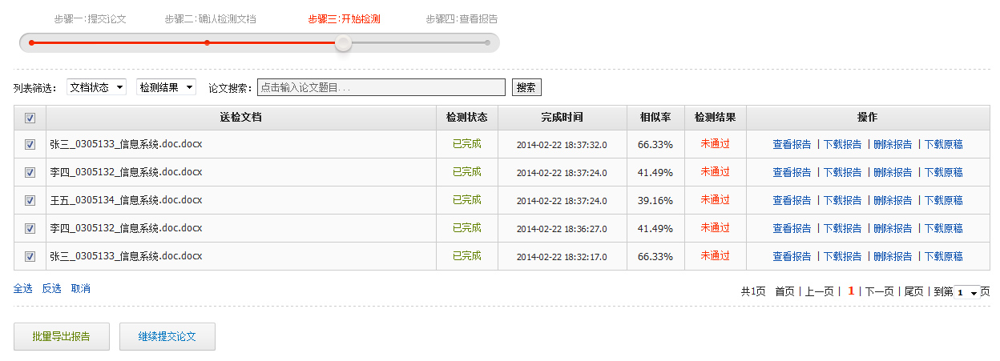 步骤一:提交论文 步骤二:确认检测文档 步骤三:开始检测 步骤四:查看报告
列表筛选: 文档状态 检测结果 论文搜索: 点击输入论文题目... 搜索
送检文档 检测状态 完成时间 相似率 检测结果 操作
张三_0305133_信息系统.doc.docx 已完成 2014-02-22 18:37:32.0 66.33% 未通过 查看报告 | 下载报告 | 删除报告 | 下载原稿
李四_0305132_信息系统.doc.docx 已完成 2014-02-22 18:37:24.0 41.49% 未通过 查看报告 | 下载报告 | 删除报告 | 下载原稿
王五_0305134_信息系统.doc.docx 已完成 2014-02-22 18:37:24.0 39.16% 未通过 查看报告 | 下载报告 | 删除报告 | 下载原稿
李四_0305132_信息系统.doc.docx 已完成 2014-02-22 18:36:27.0 41.49% 未通过 查看报告 | 下载报告 | 删除报告 | 下载原稿
张三_0305133_信息系统.doc.docx 已完成 2014-02-22 18:32:17.0 66.33% 未通过 查看报告 | 下载报告 | 删除报告 | 下载原稿
全选 反选 取消 共1页 首页 | 上一页 | 1 | 下一页 | 尾页 | 到第 1 页
批量导出报告 继续提交论文